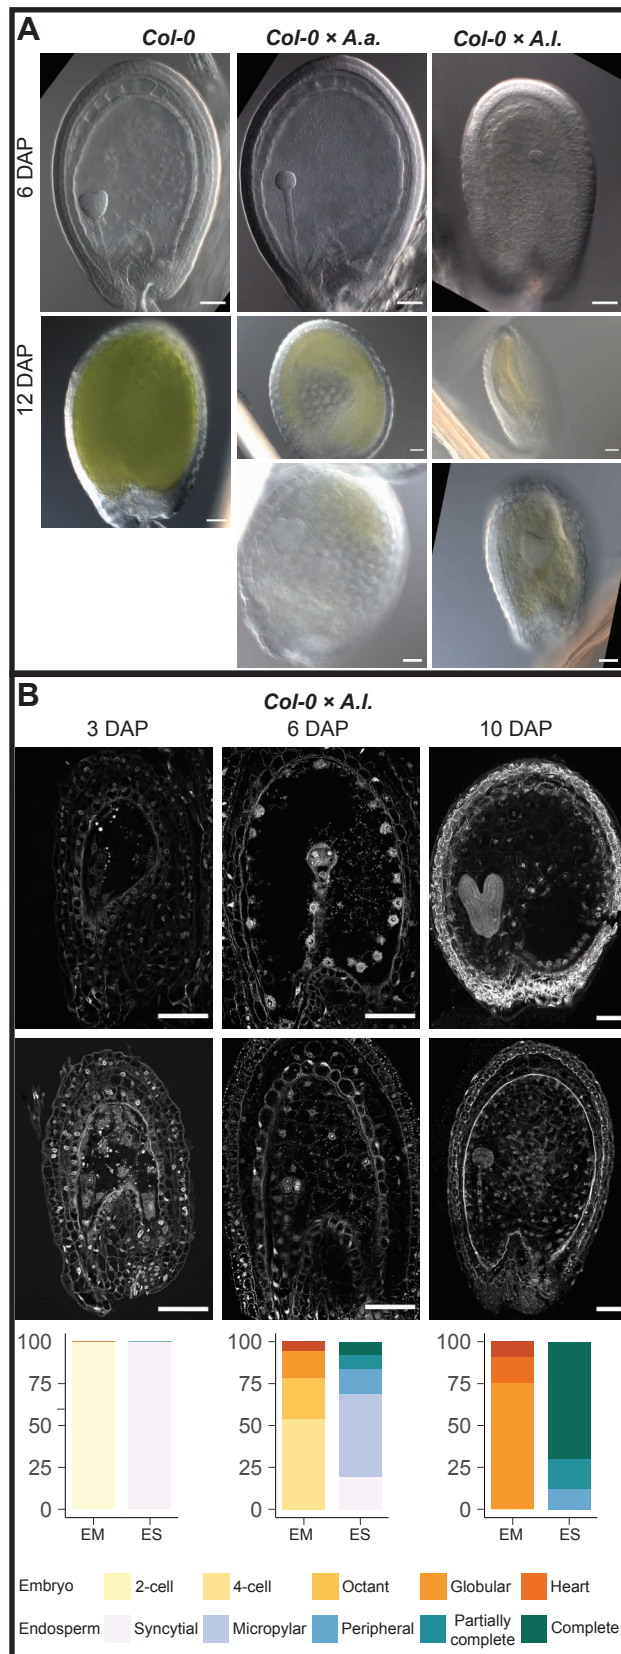 A
Col-0
Col-0 × A.a.
Col-0 × A.l.
6 DAP
12 DAP
B
Col-0 × A.l.
3 DAP
6 DAP
10 DAP
100
75
50
25
0
EM
ES
100
75
50
25
0
EM
ES
100
75
50
25
0
EM
ES
Embryo
2-cell
4-cell
Octant
Globular
Heart
Endosperm
Syncytial
Micropylar
Peripheral
Partially
complete
Complete